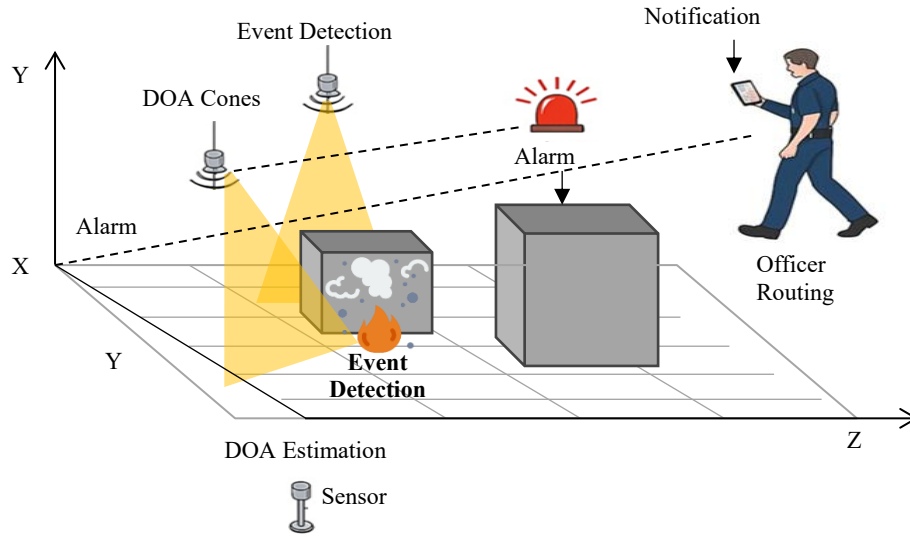 Notification
Event Detection
Y
DOA Cones
Alarm
Alarm
X
Officer
Routing
Y
Event
Detection
Z
DOA Estimation
Sensor